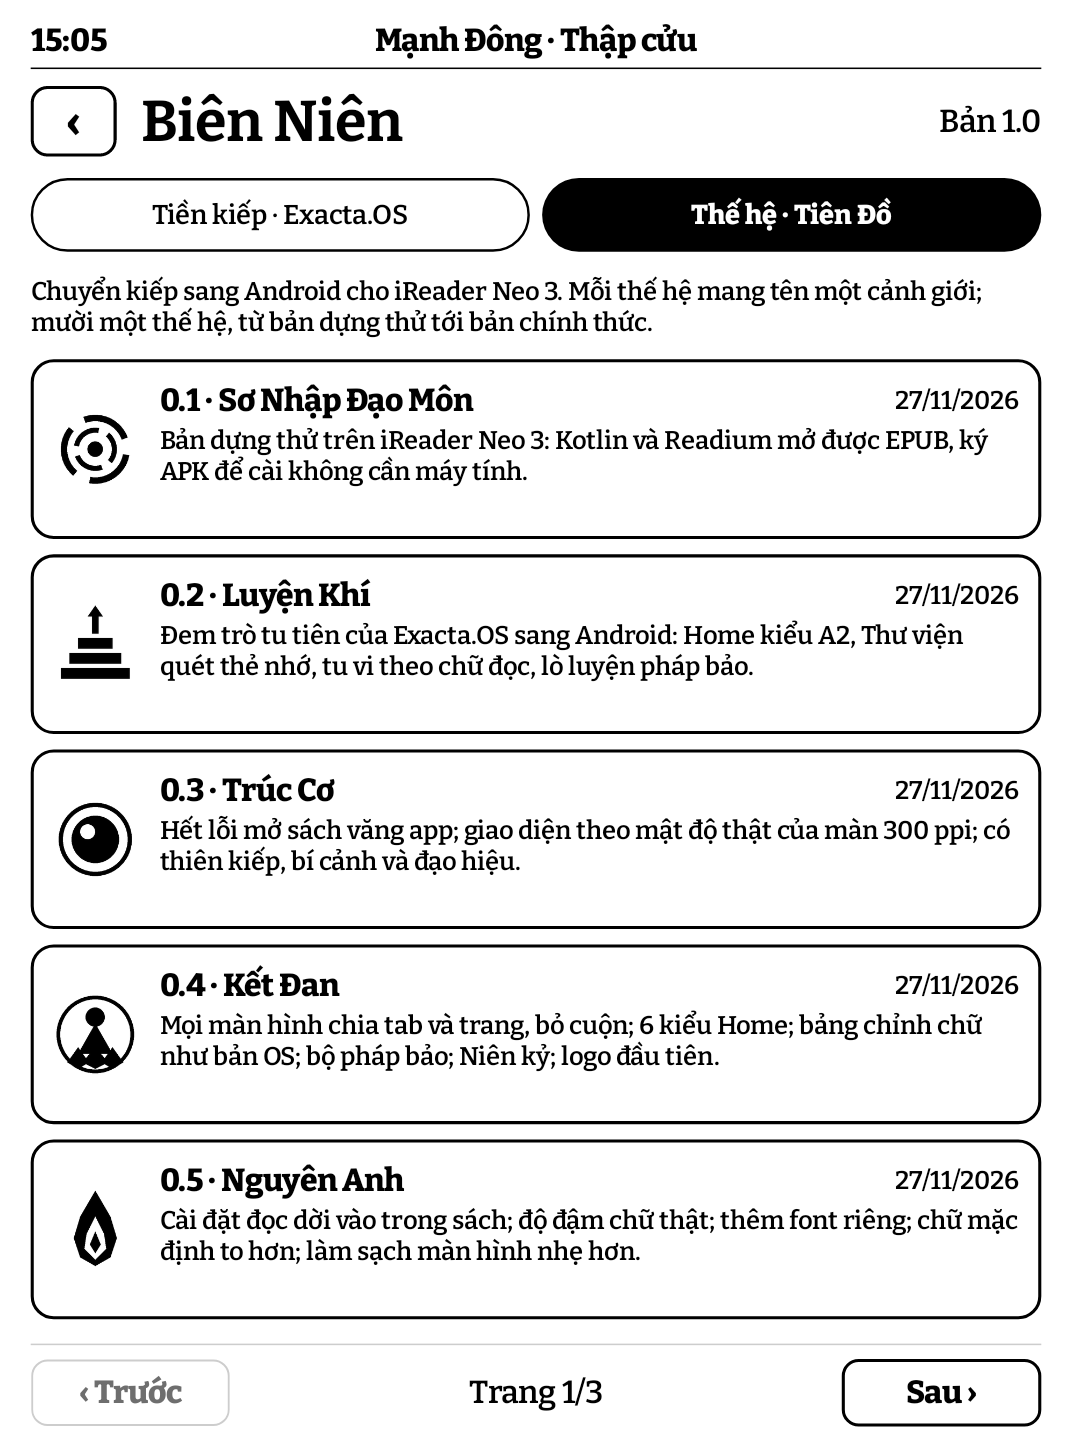 15:05
Mạnh Đông · Thập cửu
‹
Biên Niên
Bản 1.0
Tiền kiếp · Exacta.OS
Thế hệ · Tiên Đồ
Chuyển kiếp sang Android cho iReader Neo 3. Mỗi thế hệ mang tên một cảnh giới;
mười một thế hệ, từ bản dựng thử tới bản chính thức.
0.1 · Sơ Nhập Đạo Môn
27/11/2026
Bản dựng thử trên iReader Neo 3: Kotlin và Readium mở được EPUB, ký
APK để cài không cần máy tính.
0.2 · Luyện Khí
27/11/2026
Đem trò tu tiên của Exacta.OS sang Android: Home kiểu A2, Thư viện
quét thẻ nhớ, tu vi theo chữ đọc, lò luyện pháp bảo.
0.3 · Trúc Cơ
27/11/2026
Hết lỗi mở sách văng app; giao diện theo mật độ thật của màn 300 ppi; có
thiên kiếp, bí cảnh và đạo hiệu.
0.4 · Kết Đan
27/11/2026
Mọi màn hình chia tab và trang, bỏ cuộn; 6 kiểu Home; bảng chỉnh chữ
như bản OS; bộ pháp bảo; Niên kỷ; logo đầu tiên.
0.5 · Nguyên Anh
27/11/2026
Cài đặt đọc dời vào trong sách; độ đậm chữ thật; thêm font riêng; chữ mặc
định to hơn; làm sạch màn hình nhẹ hơn.
‹ Trước
Trang 1/3
Sau ›